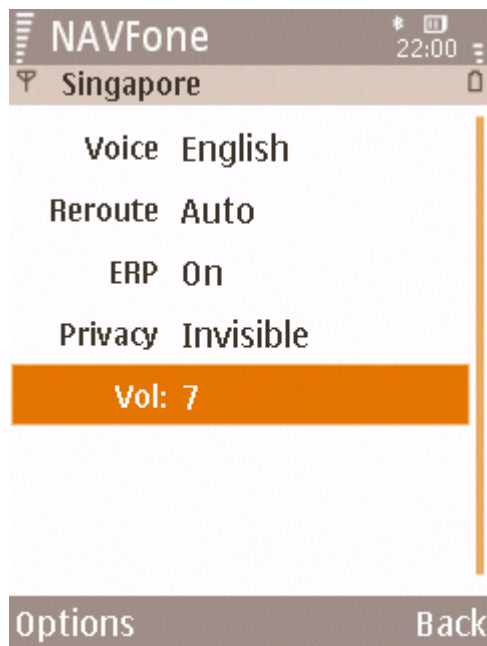 NAVFone
22:00
Singapore
Voice English
Reroute Auto
ERP On
Privacy Invisible
Vol: 7
Options Back